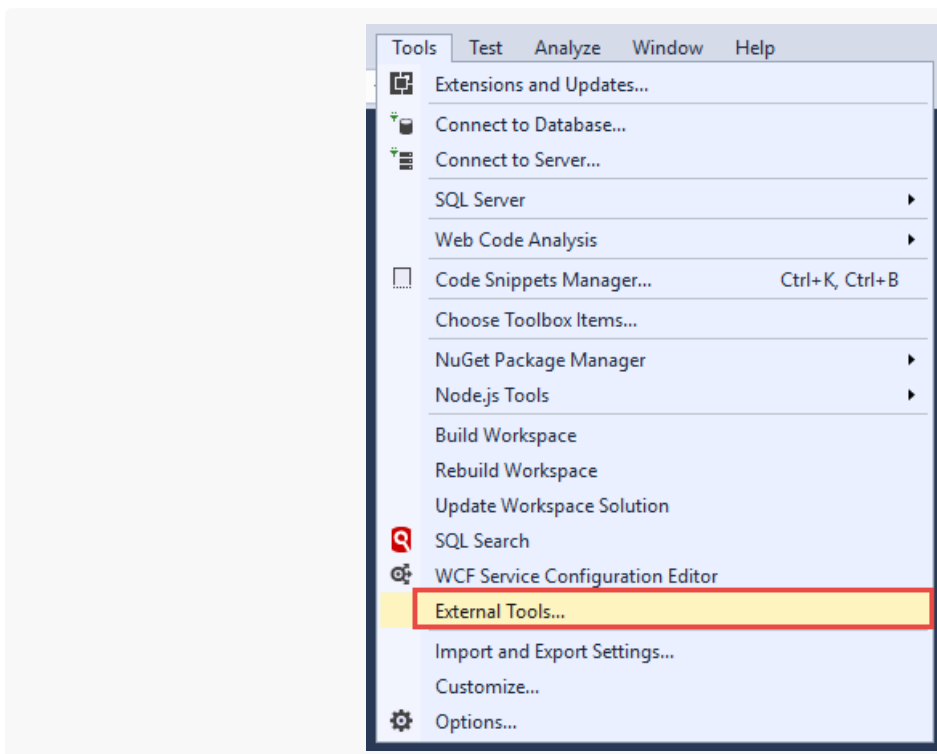 Tools Test Analyze Window Help
Extensions and Updates...
Connect to Database...
Connect to Server...
SQL Server
Web Code Analysis
Code Snippets Manager... Ctrl+K, Ctrl+B
Choose Toolbox Items...
NuGet Package Manager
Node.js Tools
Build Workspace
Rebuild Workspace
Update Workspace Solution
SQL Search
WCF Service Configuration Editor
External Tools...
Import and Export Settings...
Customize...
Options...